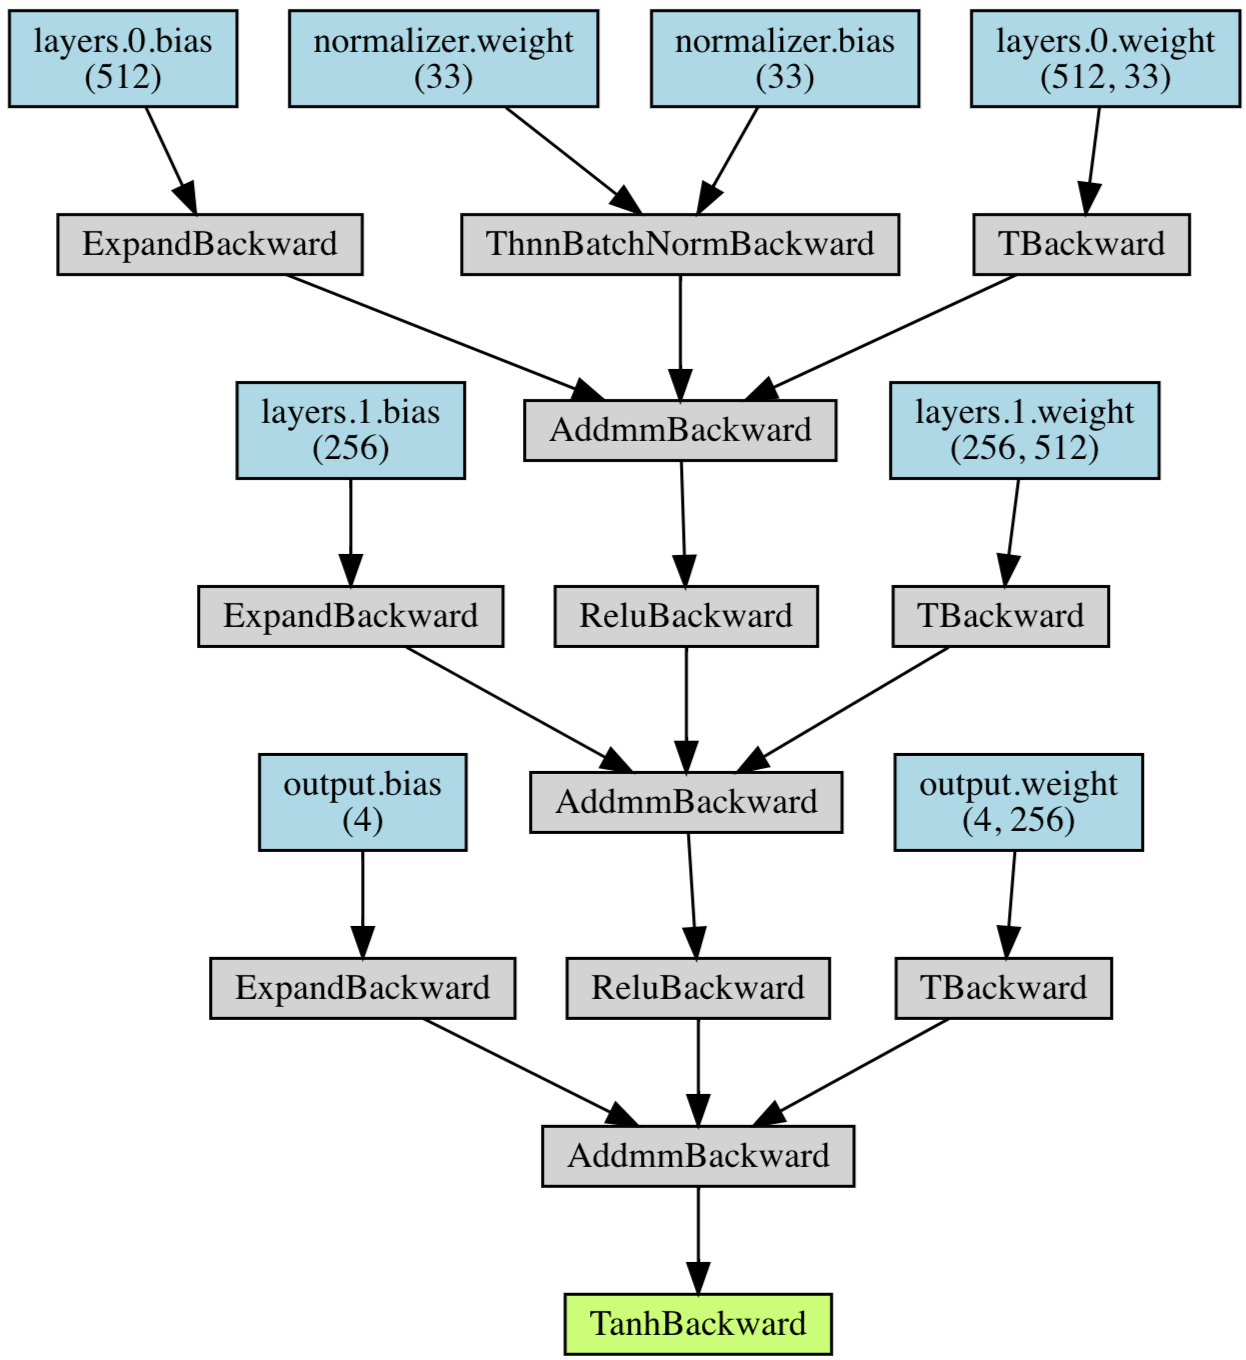 layers.0.bias
(512)
normalizer.weight
(33)
normalizer.bias
(33)
layers.0.weight
(512, 33)
ExpandBackward
ThnnBatchNormBackward
TBackward
layers.1.bias
(256)
AddmmBackward
layers.1.weight
(256, 512)
ExpandBackward
ReluBackward
TBackward
output.bias
(4)
AddmmBackward
output.weight
(4, 256)
ExpandBackward
ReluBackward
TBackward
AddmmBackward
TanhBackward